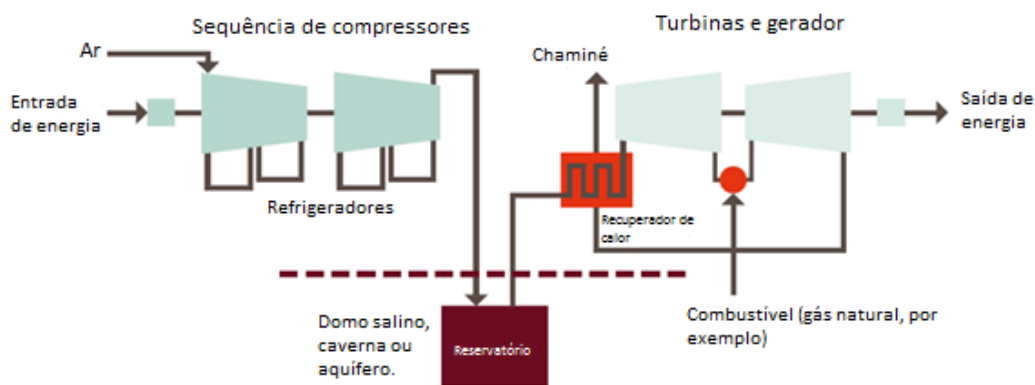 Sequência de compressores
Turbinas e gerador
Ar
Chaminé
Entrada
de energia
Saída de
energia
Refrigeradores
Recuperador de
calor
Domo salino,
caverna ou
aquífero.
Reservatório
Combustível (gás natural, por
exemplo)